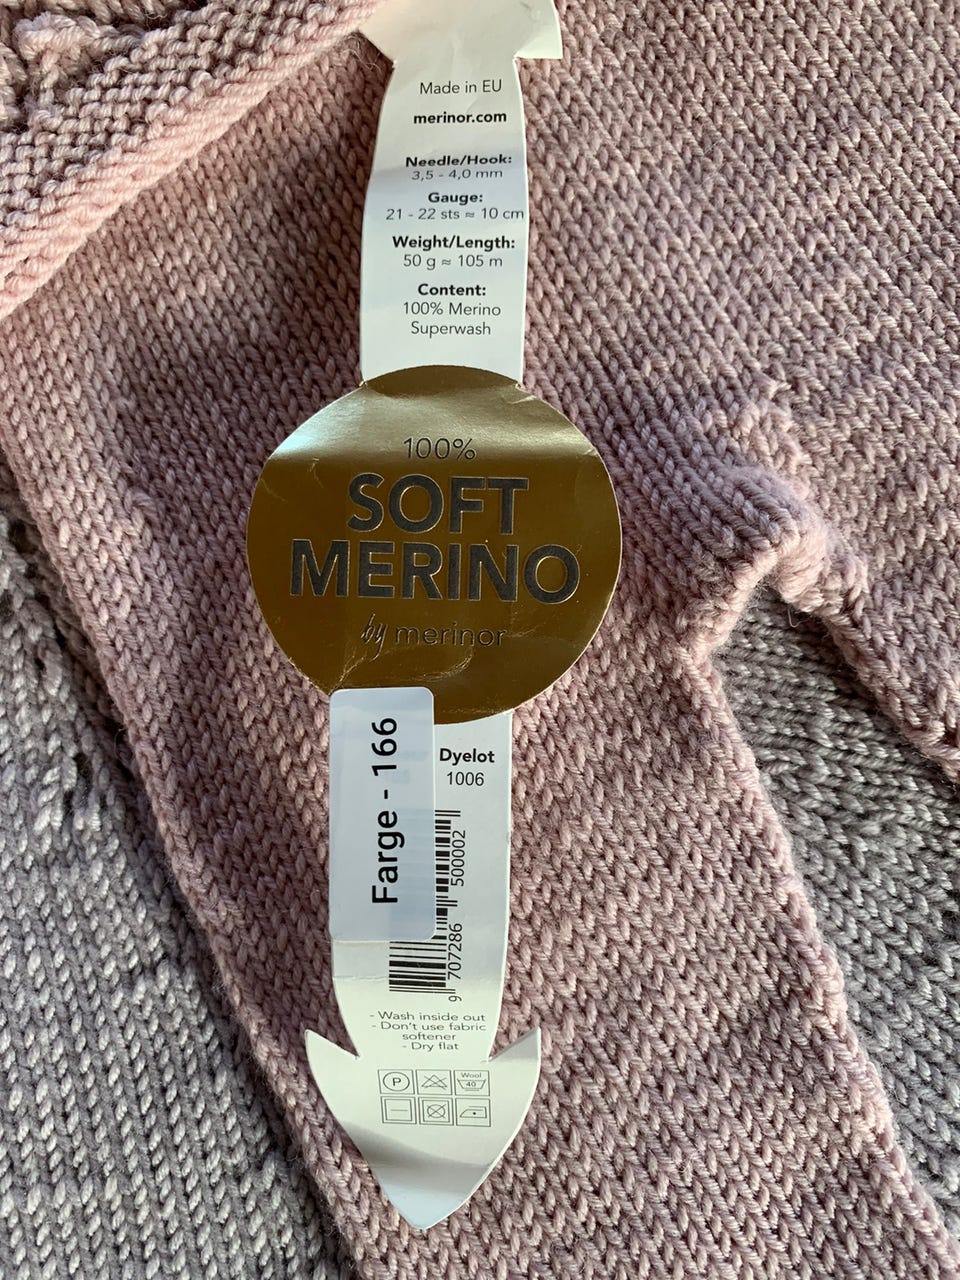 Made in EU
merinor.com
Needle/Hook:
3,5 - 4,0 mm
Gauge:
21 - 22 sts ≈ 10 cm
Weight/Length:
50 g ≈ 105 m
Content:
100% Merino
Superwash
100%
SOFT
MERINO
by merinor
Farge - 166
Dyelot
1006
9 707286 500002
- Wash inside out
- Don't use fabric
softener
- Dry flat
P
Wool
40